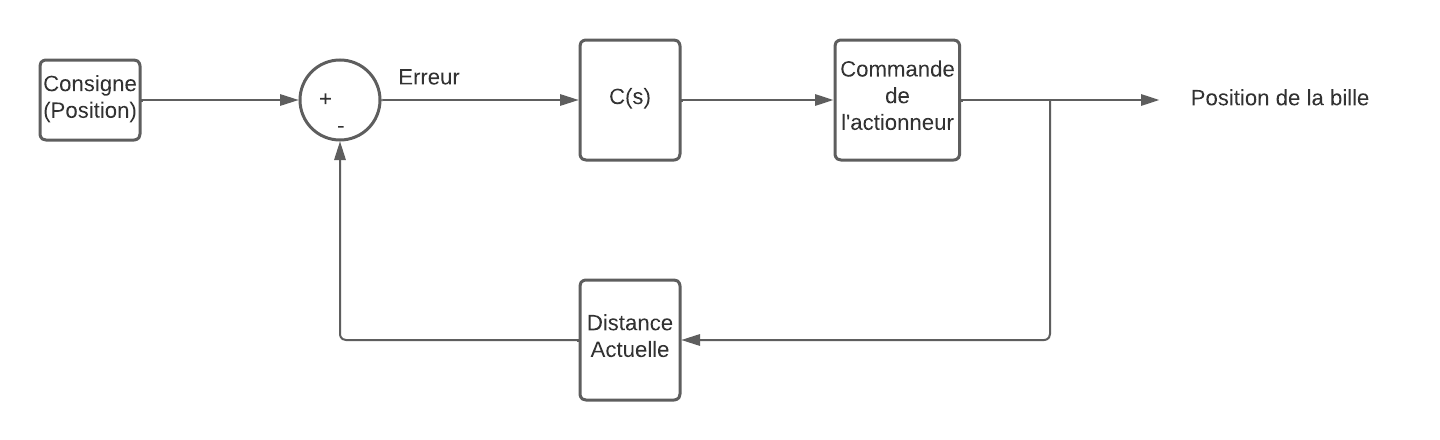 Consigne
(Position)
+
-
Erreur
C(s)
Commande
de
l'actionneur
Position de la bille
Distance
Actuelle